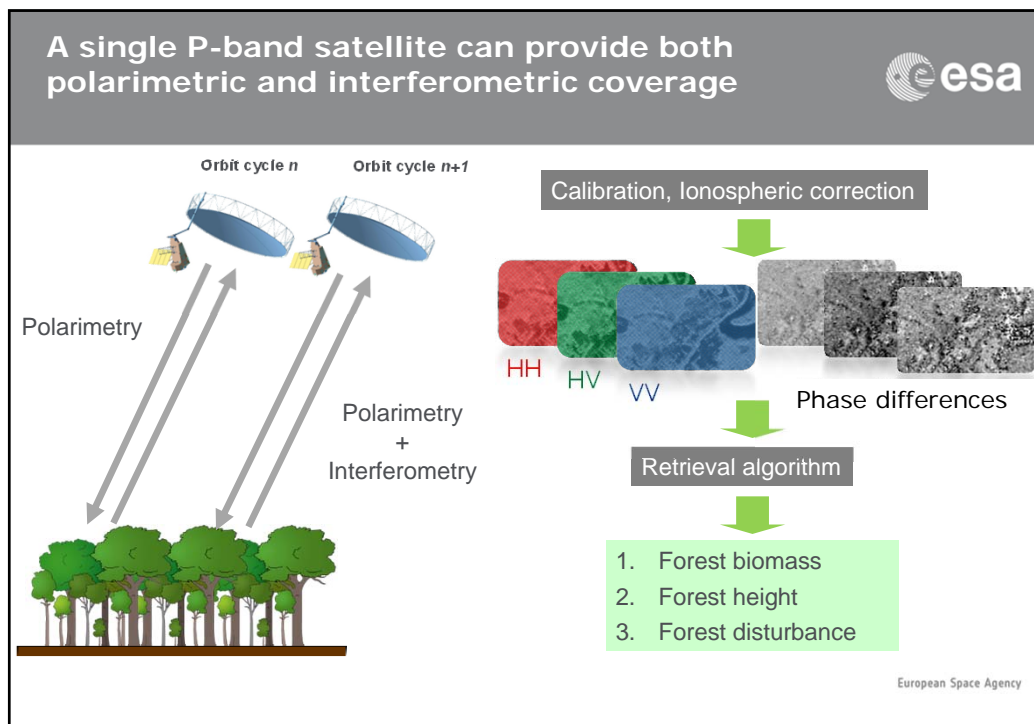 A single P-band satellite can provide both
polarimetric and interferometric coverage
esa
Orbit cycle n
Orbit cycle n+1
Polarimetry
Polarimetry
+
Interferometry
Calibration, Ionospheric correction
HH
HV
VV
Phase differences
Retrieval algorithm
1. Forest biomass
2. Forest height
3. Forest disturbance
European Space Agency